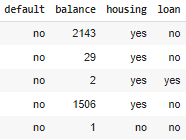 default balance housing loan
no 2143 yes no
no 29 yes no
no 2 yes yes
no 1506 yes no
no 1 no no